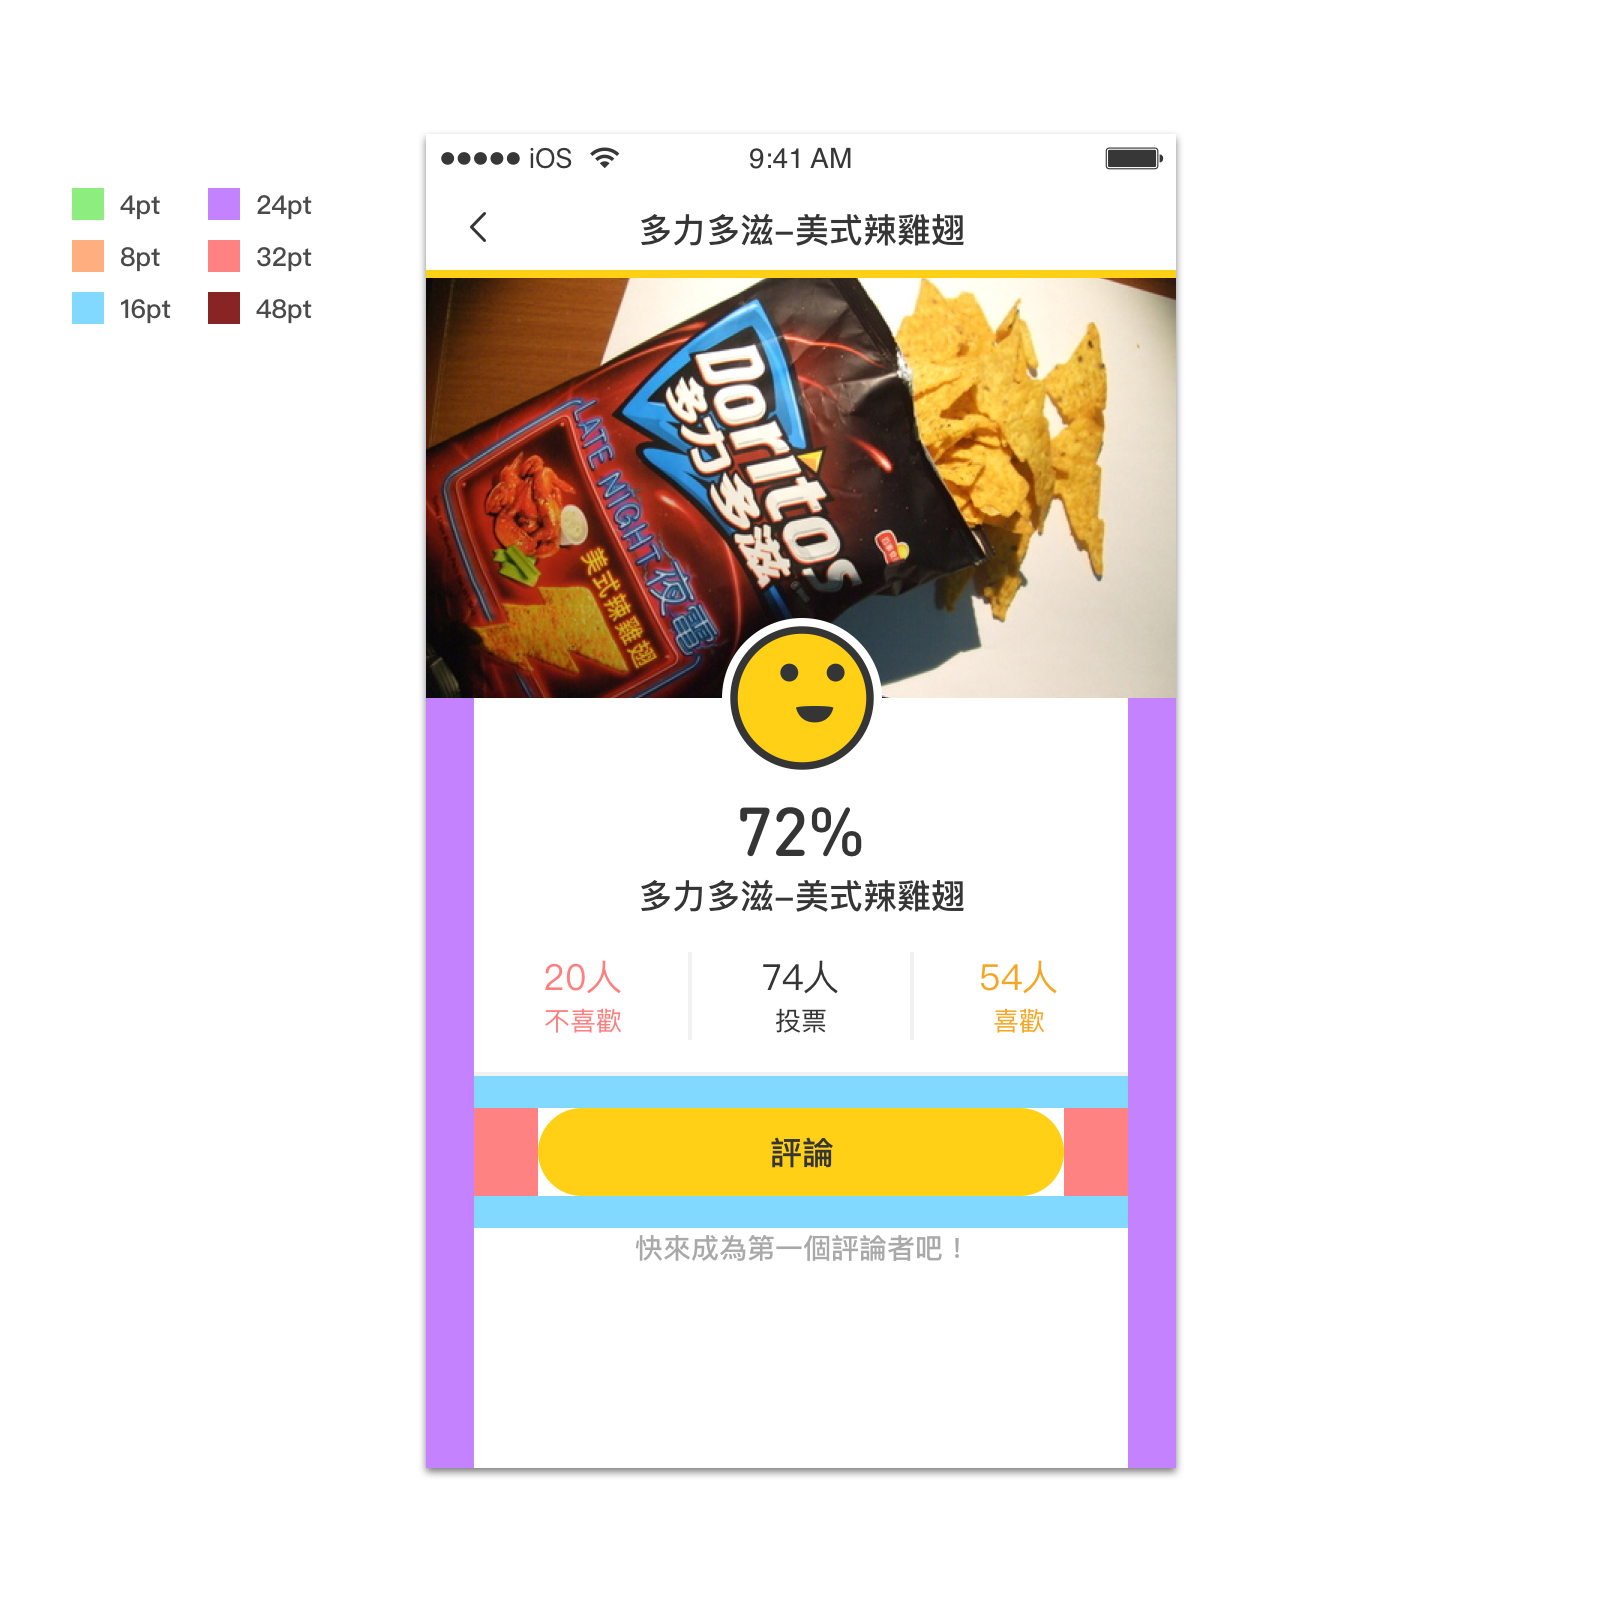 4pt
24pt
8pt
32pt
16pt
48pt
iOS
9:41 AM
多力多滋–美式辣雞翅
Doritos
多力多滋
LATE NIGHT 夜電
美式辣雞翅
72%
多力多滋–美式辣雞翅
20人
74人
54人
不喜歡
投票
喜歡
評論
快來成為第一個評論者吧！